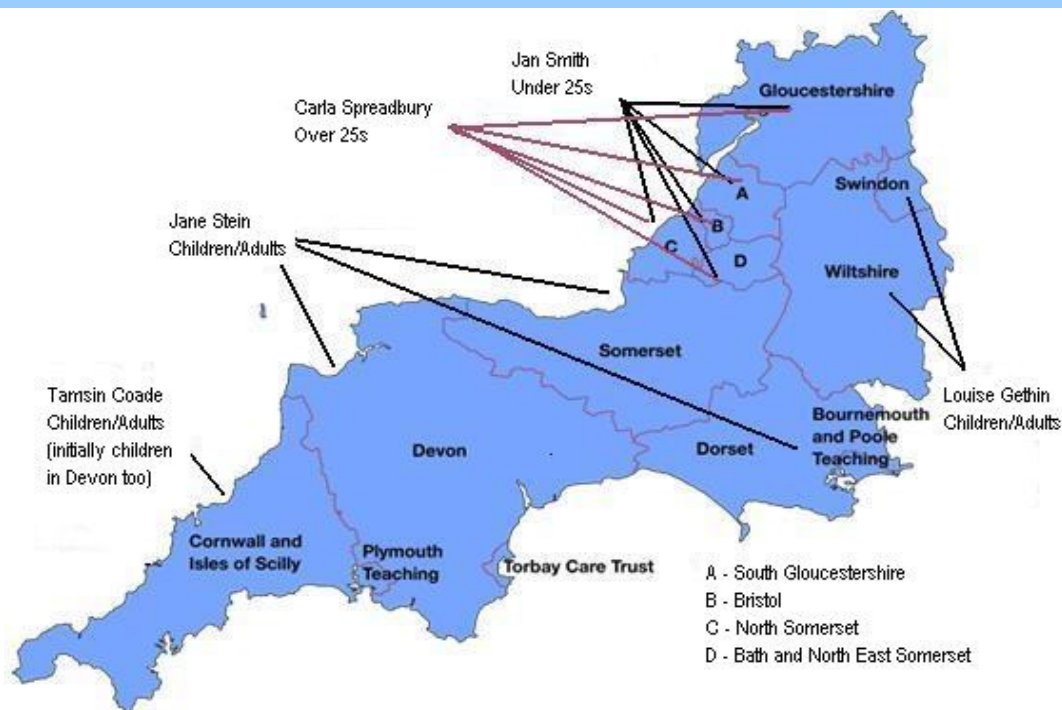 Jan Smith
Under 25s
Carla Spreadbury
Over 25s
Gloucestershire
A
Swindon
Jane Stein
Children/Adults
B
C
D
Wiltshire
Somerset
Tamsin Coade
Children/Adults
(initially children
in Devon too)
Louise Gethin
Children/Adults
Bournemouth
and Poole
Teaching
Devon
Dorset
Cornwall and
Isles of Scilly
Plymouth
Teaching
Torbay Care Trust
A - South Gloucestershire
B - Bristol
C - North Somerset
D - Bath and North East Somerset